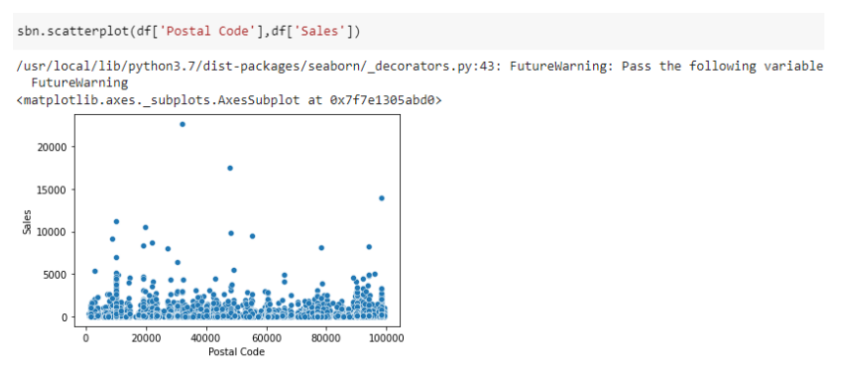 sbn.scatterplot(df['Postal Code'],df['Sales'])
/usr/local/lib/python3.7/dist-packages/seaborn/_decorators.py:43: FutureWarning: Pass the following variable
FutureWarning
<matplotlib.axes._subplots.AxesSubplot at 0x7f7e1305abd0>
20000
15000
10000
5000
0
Sales
0 20000 40000 60000 80000 100000
Postal Code